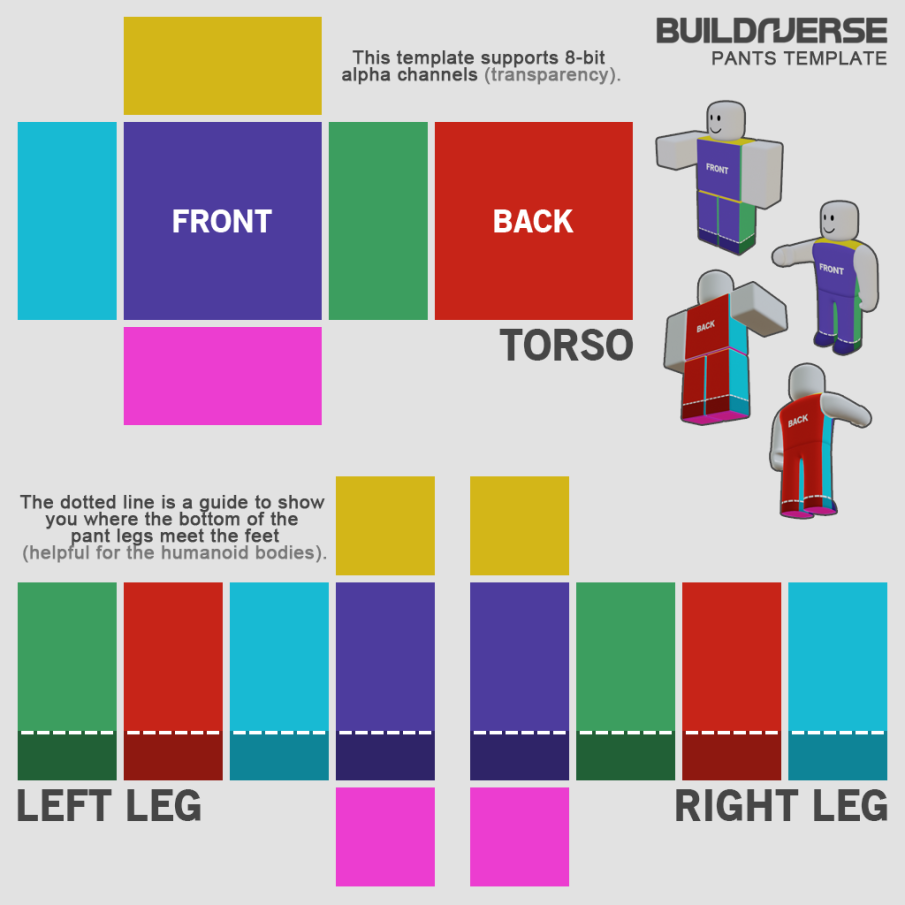 BUILDIVERSE
PANTS TEMPLATE
This template supports 8-bit
alpha channels (transparency).
FRONT
BACK
TORSO
FRONT
FRONT
BACK
BACK
The dotted line is a guide to show
you where the bottom of the
pant legs meet the feet
(helpful for the humanoid bodies).
LEFT LEG
RIGHT LEG